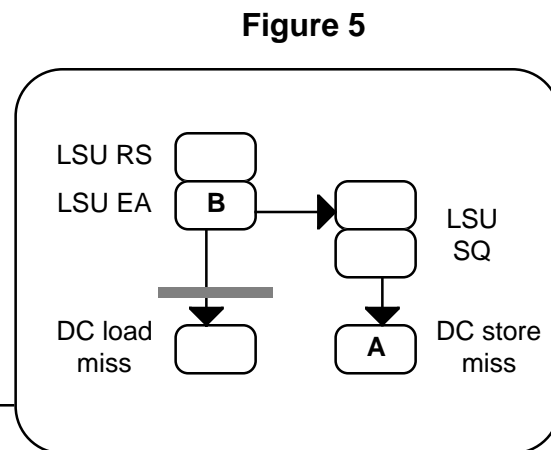 Figure 5
LSU RS
LSU EA
B
LSU
SQ
DC load
miss
A
DC store
miss